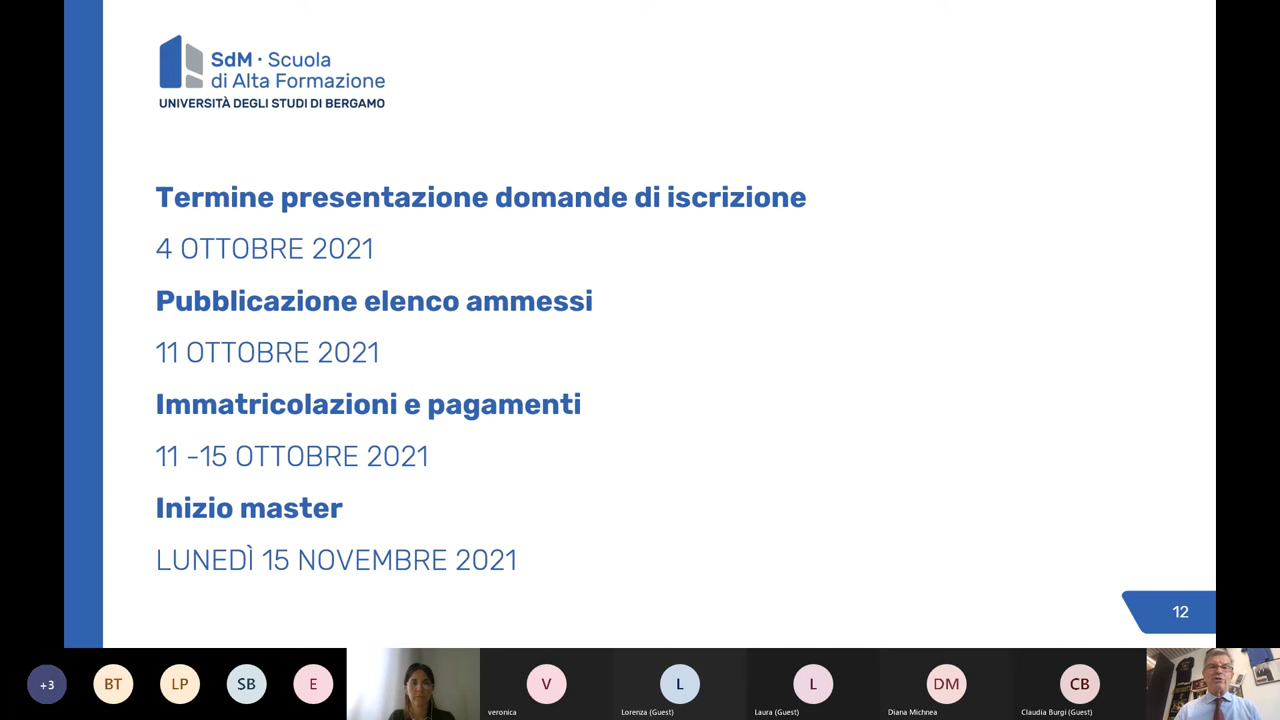 SdM · Scuola
di Alta Formazione
UNIVERSITÀ DEGLI STUDI DI BERGAMO
Termine presentazione domande di iscrizione
4 OTTOBRE 2021
Pubblicazione elenco ammessi
11 OTTOBRE 2021
Immatricolazioni e pagamenti
11 -15 OTTOBRE 2021
Inizio master
LUNEDÌ 15 NOVEMBRE 2021
12
+3
BT
LP
SB
E
V
veronica
L
Lorenza (Guest)
L
Laura (Guest)
DM
Diana Michnea
CB
Claudia Burgi (Guest)